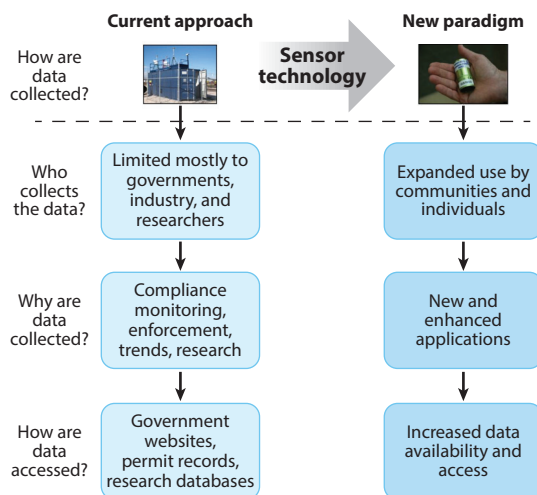 Current approach
New paradigm
How are
data
collected?
Sensor
technology
Who
collects
the data?
Limited mostly to
governments,
industry, and
researchers
Expanded use by
communities and
individuals
Why are
data
collected?
Compliance
monitoring,
enforcement,
trends, research
New and
enhanced
applications
How are
data
accessed?
Government
websites,
permit records,
research databases
Increased data
availability and
access